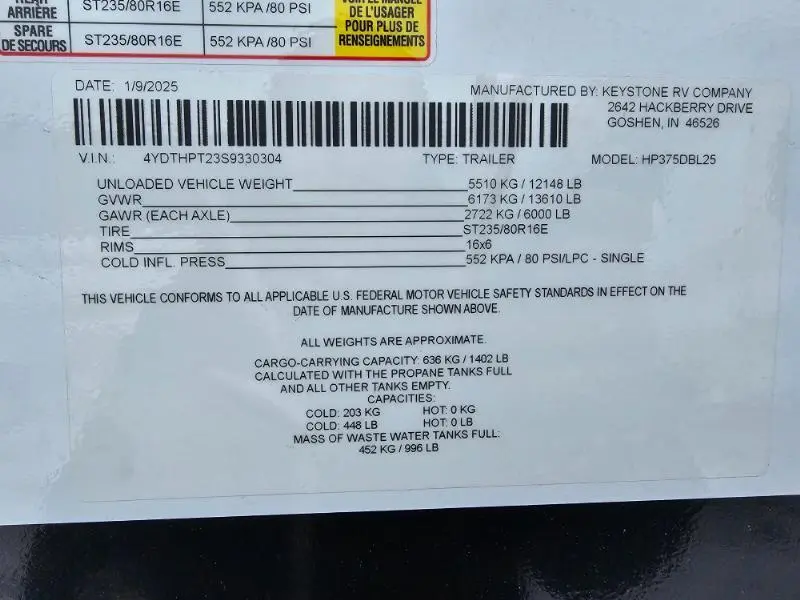 REAR
ARRIÈRE
ST235/80R16E
552 KPA /80 PSI
SPARE
DE SECOURS
ST235/80R16E
552 KPA /80 PSI
VOIR LE MANUEL
DE L'USAGER
POUR PLUS DE
RENSEIGNEMENTS
DATE: 1/9/2025
MANUFACTURED BY: KEYSTONE RV COMPANY
2642 HACKBERRY DRIVE
GOSHEN, IN 46526
V.I.N.: 4YDTHPT23S9330304 TYPE: TRAILER MODEL: HP375DBL25
UNLOADED VEHICLE WEIGHT 5510 KG / 12148 LB
GVWR 6173 KG / 13610 LB
GAWR (EACH AXLE) 2722 KG / 6000 LB
TIRE ST235/80R16E
RIMS 16x6
COLD INFL. PRESS 552 KPA / 80 PSI/LPC - SINGLE
THIS VEHICLE CONFORMS TO ALL APPLICABLE U.S. FEDERAL MOTOR VEHICLE SAFETY STANDARDS IN EFFECT ON THE
DATE OF MANUFACTURE SHOWN ABOVE.
ALL WEIGHTS ARE APPROXIMATE.
CARGO-CARRYING CAPACITY: 636 KG / 1402 LB
CALCULATED WITH THE PROPANE TANKS FULL
AND ALL OTHER TANKS EMPTY.
CAPACITIES:
COLD: 203 KG HOT: 0 KG
COLD: 448 LB HOT: 0 LB
MASS OF WASTE WATER TANKS FULL:
452 KG / 996 LB